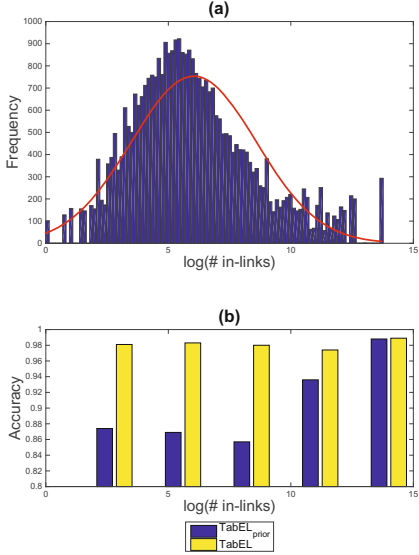 (a)
1000
900
800
700
600
500
400
300
200
100
0
Frequency
0 5 10 15
log(# in-links)
(b)
1
0.98
0.96
0.94
0.92
0.9
0.88
0.86
0.84
0.82
0.8
Accuracy
0 5 10 15
log(# in-links)
TabEL prior
TabEL